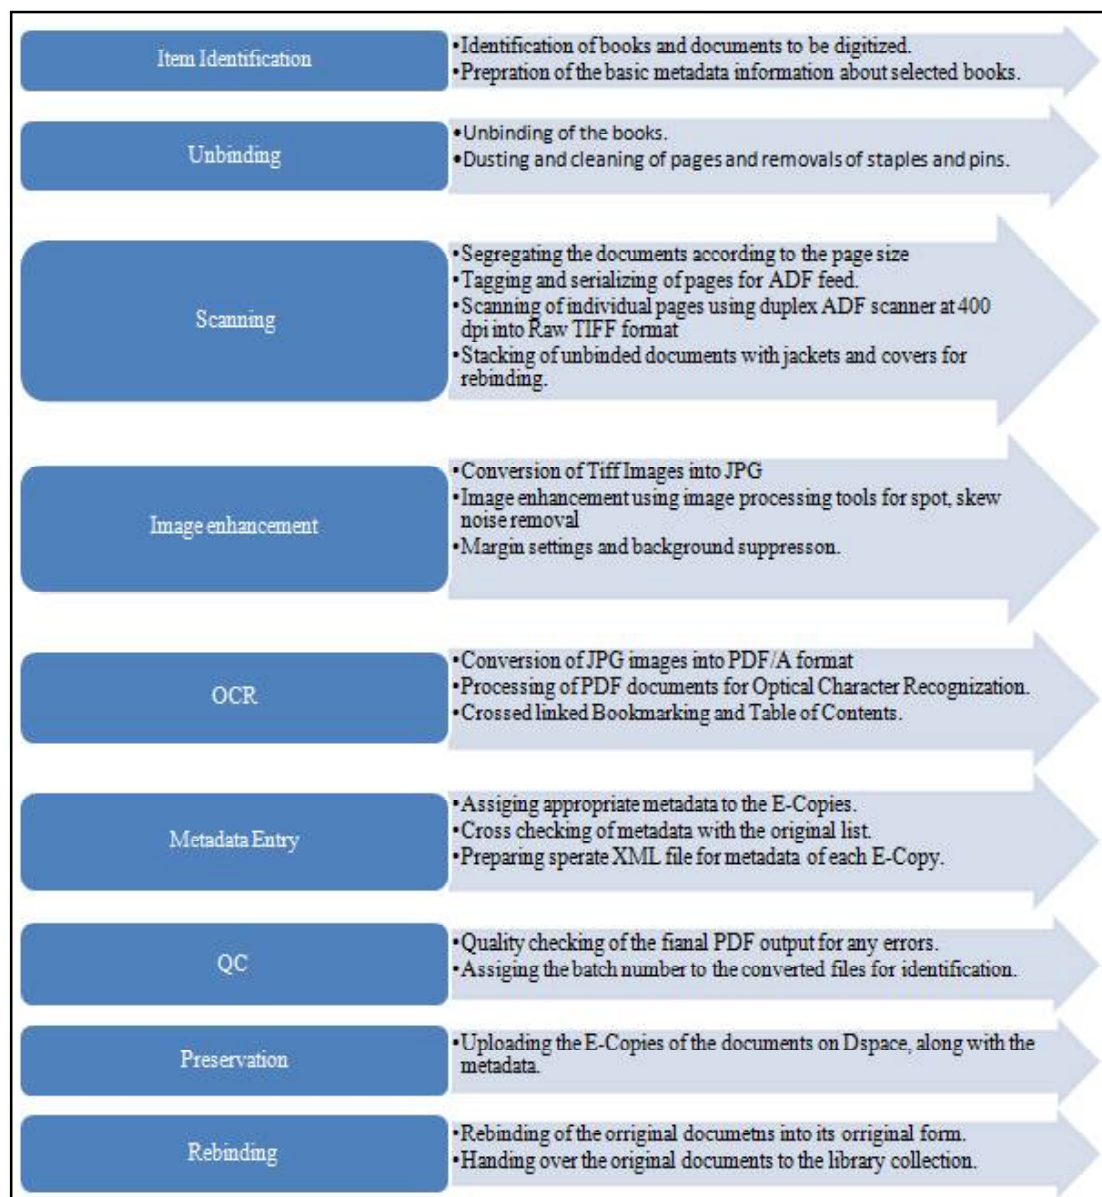 Item Identification
•Identification of books and documents to be digitized.
•Prepration of the basic metadata information about selected books.
Unbinding
•Unbinding of the books.
•Dusting and cleaning of pages and removals of staples and pins.
Scanning
•Segregating the documents according to the page size
•Tagging and serializing of pages for ADF feed.
•Scanning of individual pages using duplex ADF scanner at 400
dpi into Raw TIFF format
•Stacking of unbinded documents with jackets and covers for
rebinding.
Image enhancement
•Conversion of Tiff Images into JPG
•Image enhancement using image processing tools for spot, skew
noise removal
•Margin settings and background suppresson.
OCR
•Conversion of JPG images into PDF/A format
•Processing of PDF documents for Optical Character Recognization.
•Crossed linked Bookmarking and Table of Contents.
Metadata Entry
•Assiging appropriate metadata to the E-Copies.
•Cross checking of metadata with the original list.
•Preparing sperate XML file for metadata of each E-Copy.
QC
•Quality checking of the fianal PDF output for any errors.
•Assiging the batch number to the converted files for identification.
Preservation
•Uploading the E-Copies of the documents on Dspace, along with the
metadata.
Rebinding
•Rebinding of the orriginal documetns into its orriginal form.
•Handing over the original documents to the library collection.